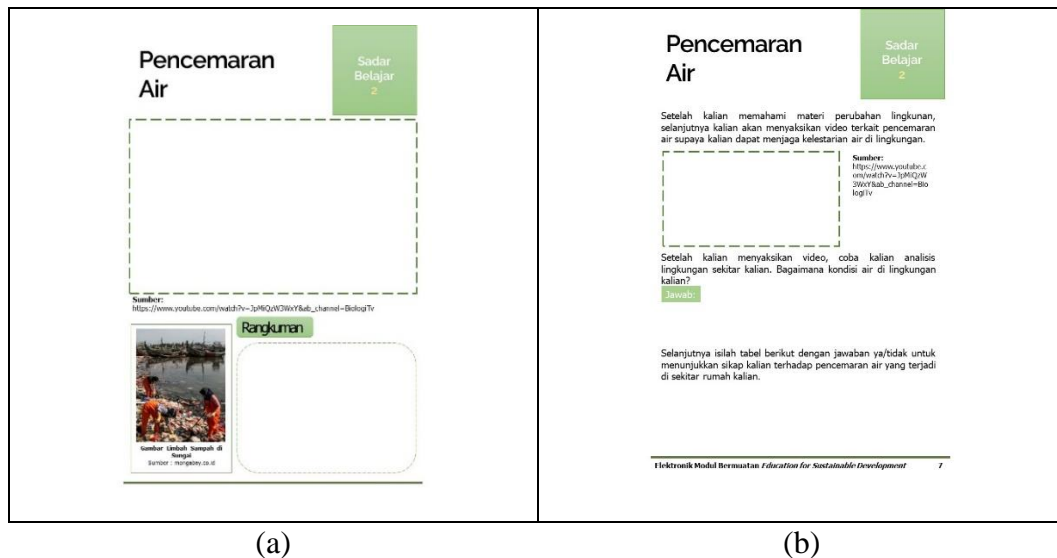 Pencemaran
Air
Sadar
Belajar
2
Sumber:
https://www.youtube.com/watch?v=JpMiQzW3WxY&ab_channel=BiologiTv
Rangkuman
Gambar Limbah Sampah di
Sungai
Sumber : mongabay.co.id
(a)
Pencemaran
Air
Sadar
Belajar
2
Setelah kalian memahami materi perubahan lingkunan,
selanjutnya kalian akan menyaksikan video terkait pencemaran
air supaya kalian dapat menjaga kelestarian air di lingkungan.
Sumber:
https://www.youtube.c
om/watch?v=JpMiQzW
3WxY&ab_channel=Bio
logiTv
Setelah kalian menyaksikan video, coba kalian analisis
lingkungan sekitar kalian. Bagaimana kondisi air di lingkungan
kalian?
Jawab:
Selanjutnya isilah tabel berikut dengan jawaban ya/tidak untuk
menunjukkan sikap kalian terhadap pencemaran air yang terjadi
di sekitar rumah kalian.
Elektronik Modul Bermuatan Education for Sustainable Development 7
(b)